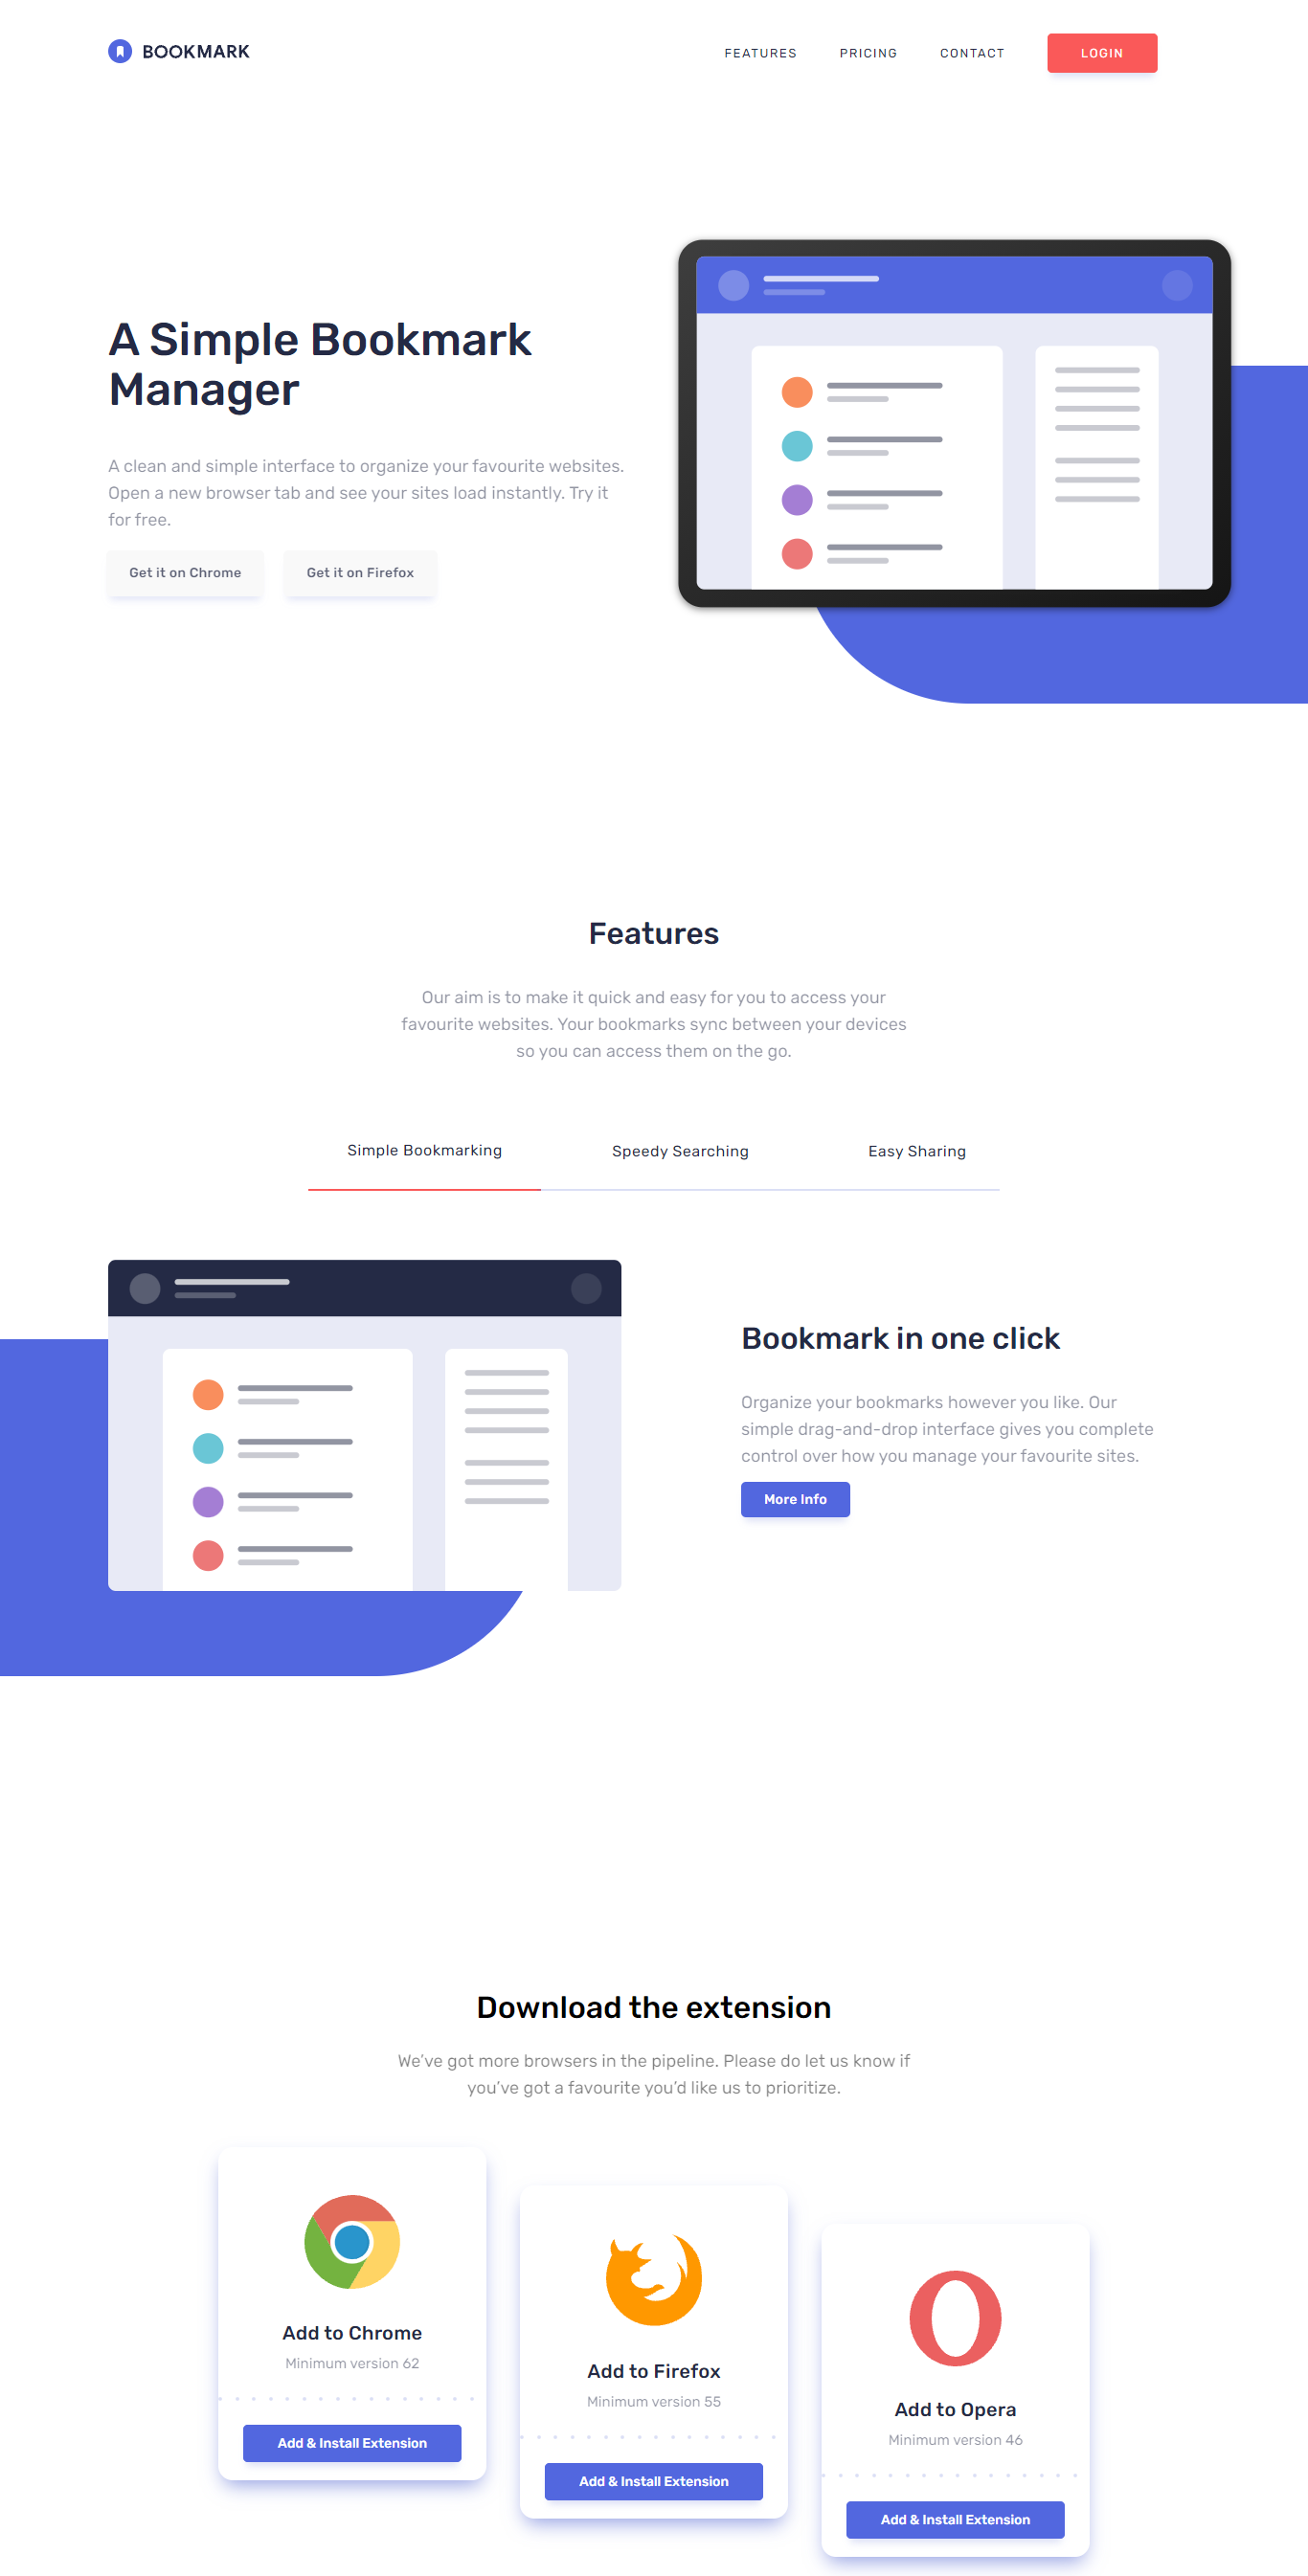 BOOKMARK
FEATURES
PRICING
CONTACT
LOGIN
A Simple Bookmark
Manager
A clean and simple interface to organize your favourite websites.
Open a new browser tab and see your sites load instantly. Try it
for free.
Get it on Chrome
Get it on Firefox
Features
Our aim is to make it quick and easy for you to access your
favourite websites. Your bookmarks sync between your devices
so you can access them on the go.
Simple Bookmarking
Speedy Searching
Easy Sharing
Bookmark in one click
Organize your bookmarks however you like. Our
simple drag-and-drop interface gives you complete
control over how you manage your favourite sites.
More Info
Download the extension
We’ve got more browsers in the pipeline. Please do let us know if
you’ve got a favourite you’d like us to prioritize.
Add to Chrome
Minimum version 62
Add & Install Extension
Add to Firefox
Minimum version 55
Add & Install Extension
Add to Opera
Minimum version 46
Add & Install Extension